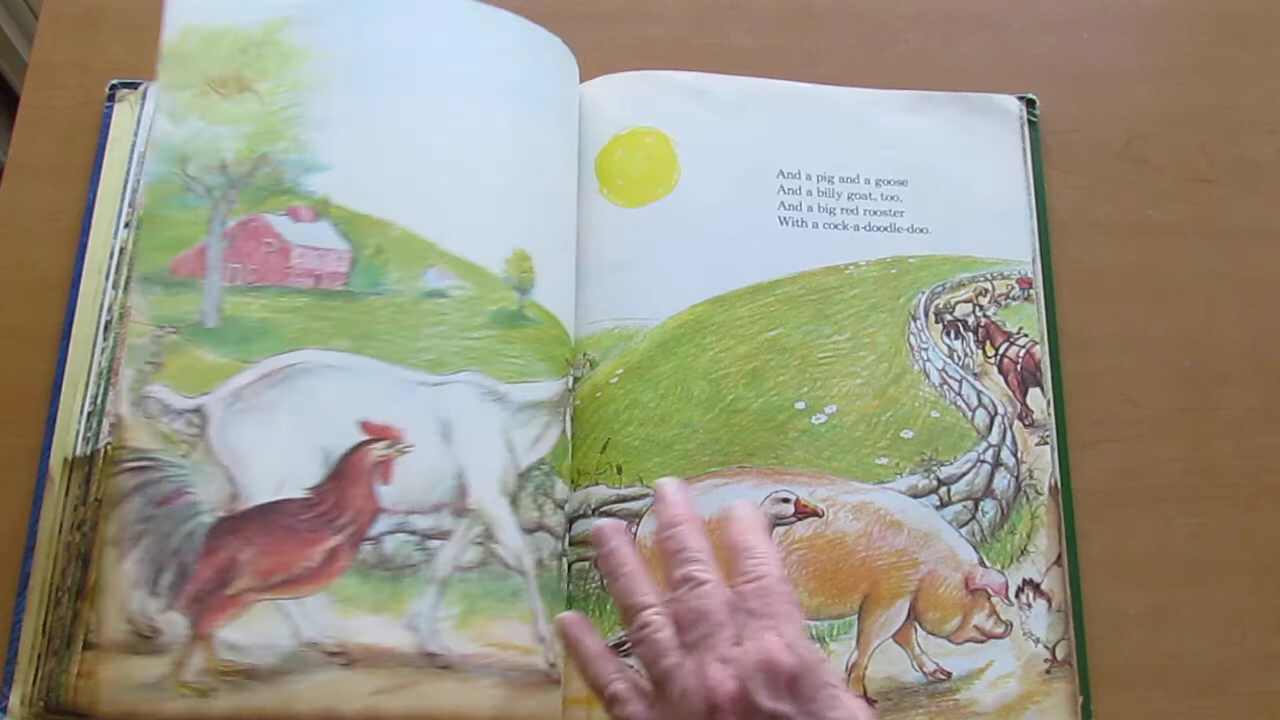 And a pig and a goose
And a billy goat, too.
And a big red rooster
With a cock-a-doodle-doo.